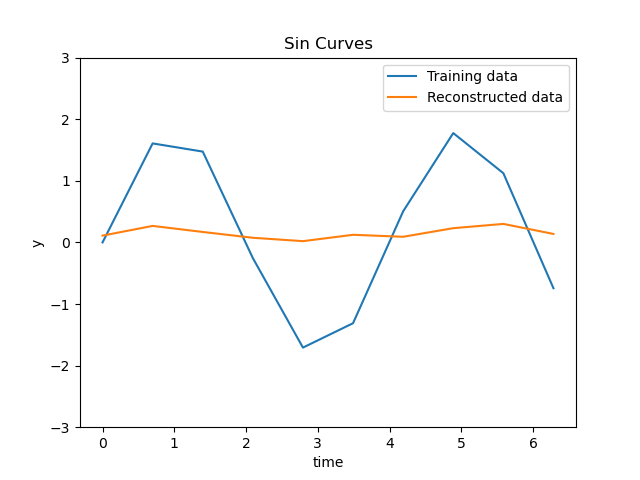 Sin Curves
Training data
Reconstructed data
3
2
1
0
−1
−2
−3
y
0 1 2 3 4 5 6
time